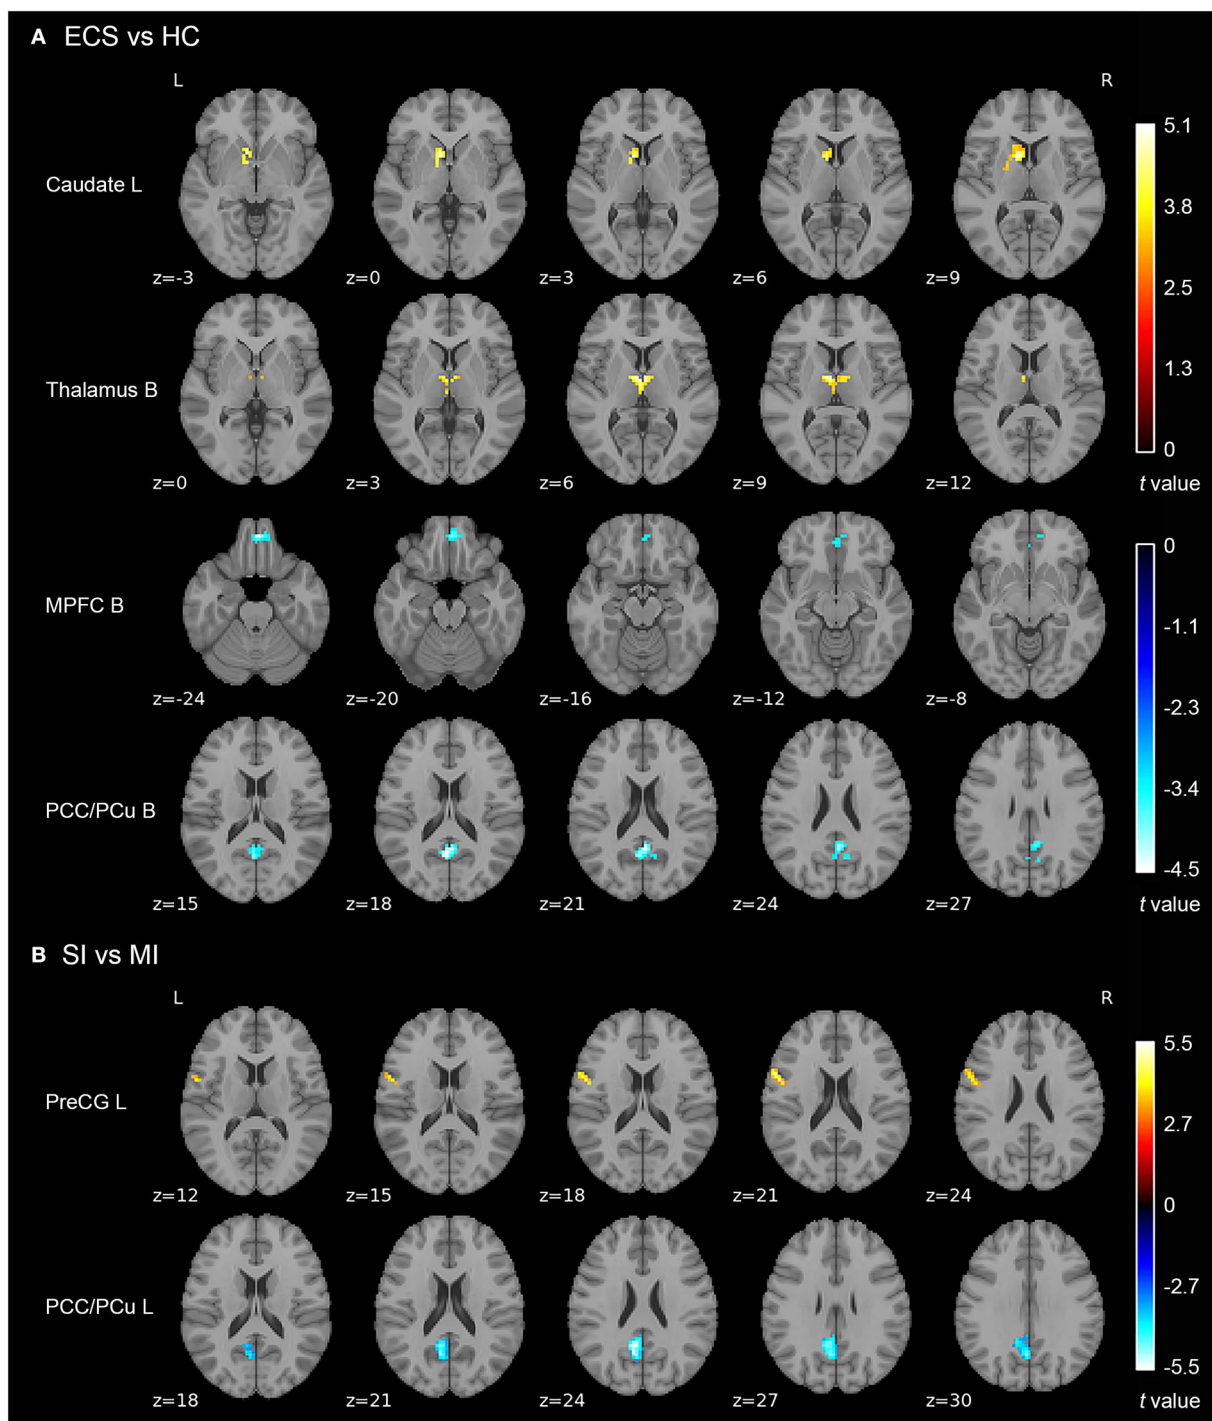 A ECS vs HC
L R
5.1
Caudate L
3.8
z=-3 z=0 z=3 z=6 z=9
2.5
1.3
Thalamus B
0
z=0 z=3 z=6 z=9 z=12
t value
0
MPFC B
-1.1
z=-24 z=-20 z=-16 z=-12 z=-8
-2.3
-3.4
PCC/PCu B
-4.5
z=15 z=18 z=21 z=24 z=27
t value
B SI vs MI
L R
5.5
PreCG L
2.7
z=12 z=15 z=18 z=21 z=24
0
-2.7
PCC/PCu L
-5.5
z=18 z=21 z=24 z=27 z=30
t value